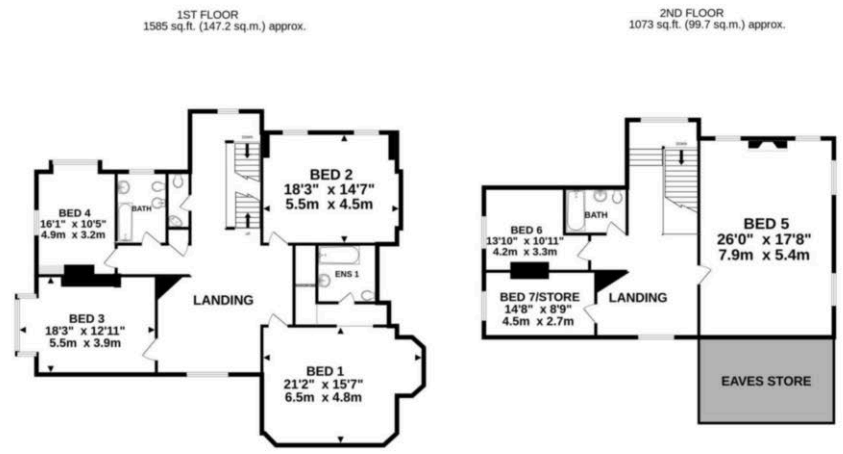 1ST FLOOR
1585 sq.ft. (147.2 sq.m.) approx.
2ND FLOOR
1073 sq.ft. (99.7 sq.m.) approx.
DOWN
BED 2
18'3" x 14'7"
5.5m x 4.5m
BED 4
16'1" x 10'5"
4.9m x 3.2m
BATH
UP
ENS 1
LANDING
BED 3
18'3" x 12'11"
5.5m x 3.9m
BED 1
21'2" x 15'7"
6.5m x 4.8m
DOWN
BATH
BED 6
13'10" x 10'11"
4.2m x 3.3m
BED 5
26'0" x 17'8"
7.9m x 5.4m
BED 7/STORE
14'8" x 8'9"
4.5m x 2.7m
LANDING
EAVES STORE